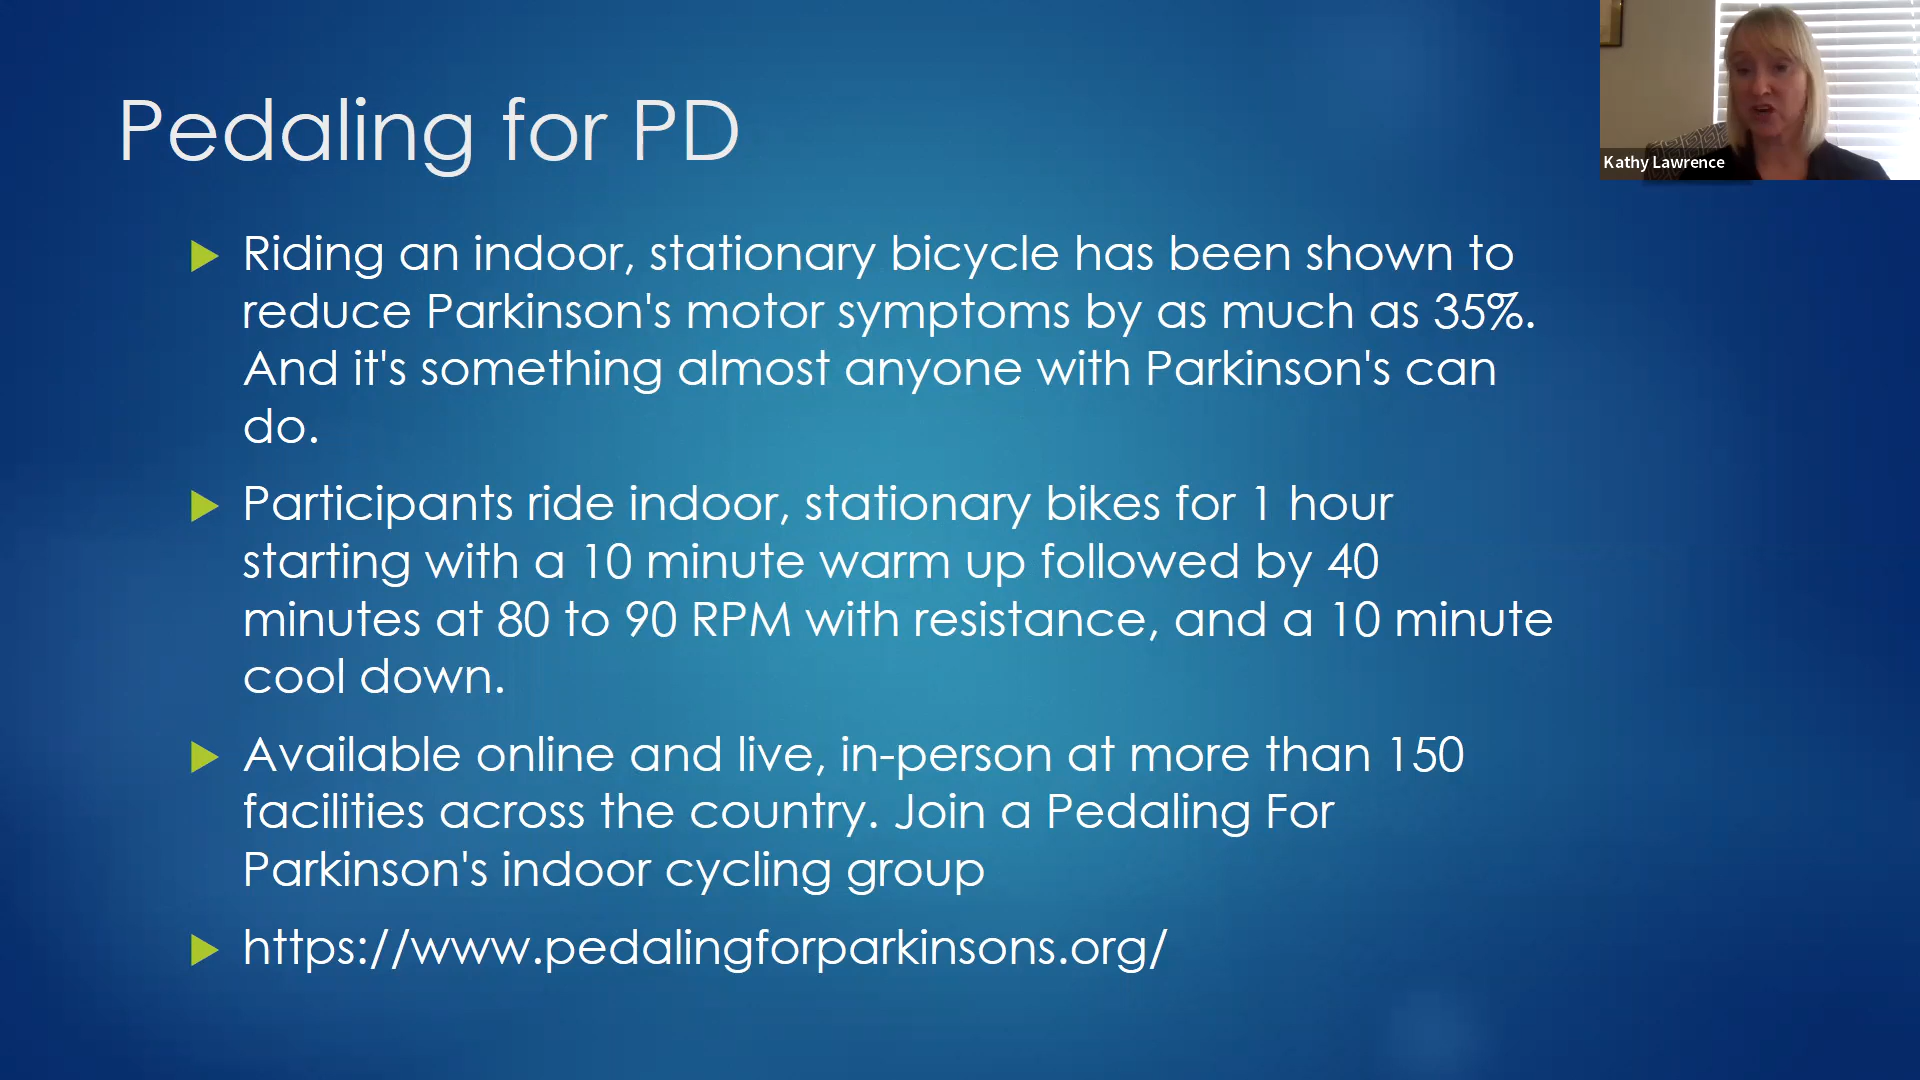 Pedaling for PD
Kathy Lawrence
Riding an indoor, stationary bicycle has been shown to
reduce Parkinson's motor symptoms by as much as 35%.
And it's something almost anyone with Parkinson's can
do.
Participants ride indoor, stationary bikes for 1 hour
starting with a 10 minute warm up followed by 40
minutes at 80 to 90 RPM with resistance, and a 10 minute
cool down.
Available online and live, in-person at more than 150
facilities across the country. Join a Pedaling For
Parkinson's indoor cycling group
https://www.pedalingforparkinsons.org/